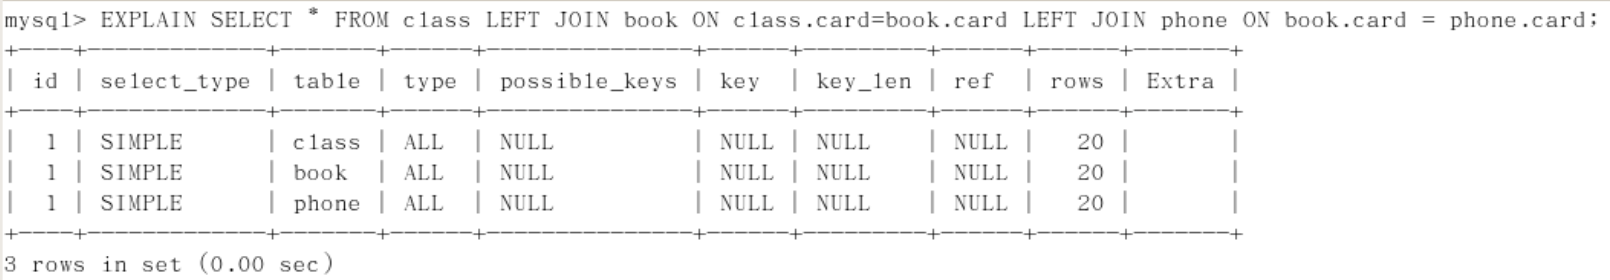 mysql> EXPLAIN SELECT * FROM class LEFT JOIN book ON class.card=book.card LEFT JOIN phone ON book.card = phone.card;
+----+-------------+-------+------+---------------+------+---------+------+------+-------+
| id | select_type | table | type | possible_keys | key | key_len | ref | rows | Extra |
+----+-------------+-------+------+---------------+------+---------+------+------+-------+
| 1 | SIMPLE | class | ALL | NULL | NULL | NULL | NULL | 20 | |
| 1 | SIMPLE | book | ALL | NULL | NULL | NULL | NULL | 20 | |
| 1 | SIMPLE | phone | ALL | NULL | NULL | NULL | NULL | 20 | |
+----+-------------+-------+------+---------------+------+---------+------+------+-------+
3 rows in set (0.00 sec)